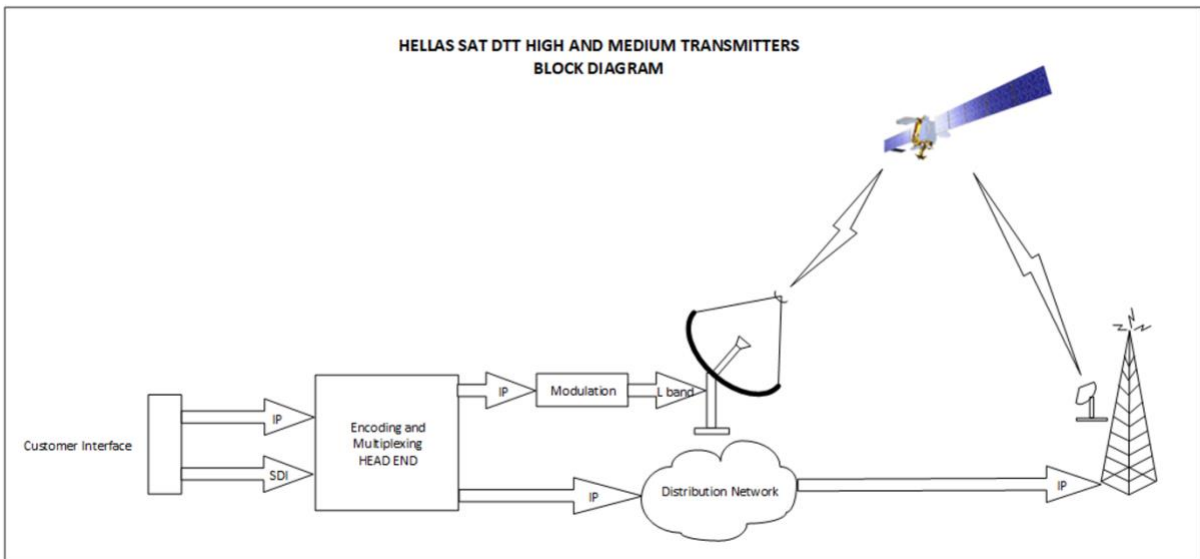 HELLAS SAT DTT HIGH AND MEDIUM TRANSMITTERS
BLOCK DIAGRAM
Customer Interface
IP
SDI
Encoding and
Multiplexing
HEAD END
IP
Modulation
L band
IP
Distribution Network
IP